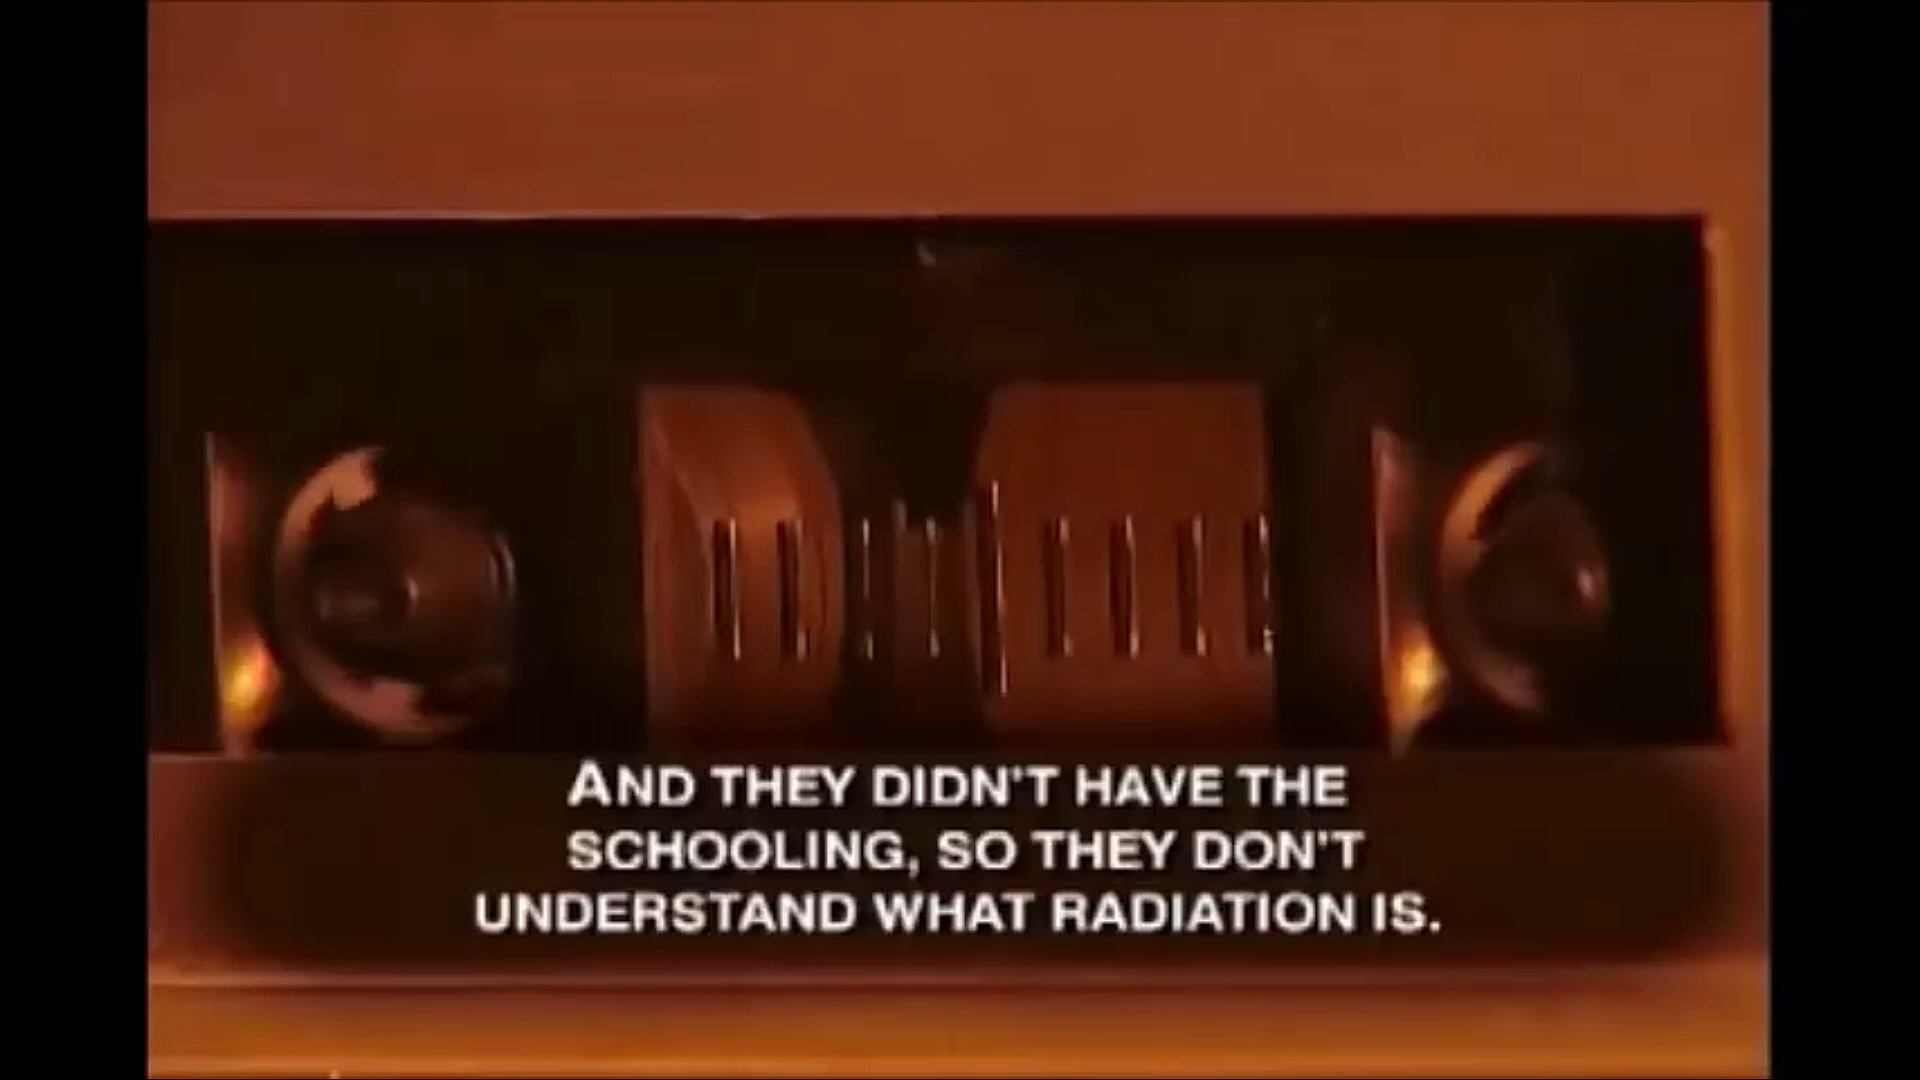 AND THEY DIDN'T HAVE THE
SCHOOLING, SO THEY DON'T
UNDERSTAND WHAT RADIATION IS.